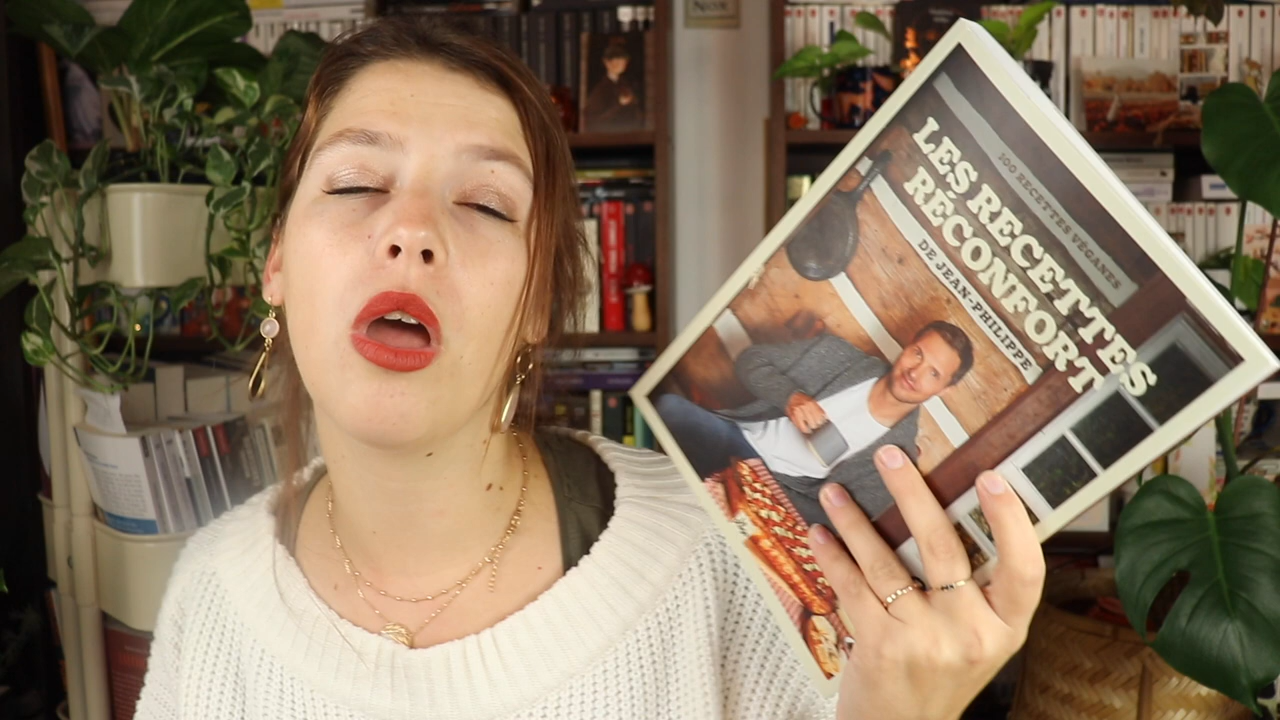 100 RECETTES VÉGANES
LES RECETTES
RÉCONFORT
DE JEAN-PHILIPPE